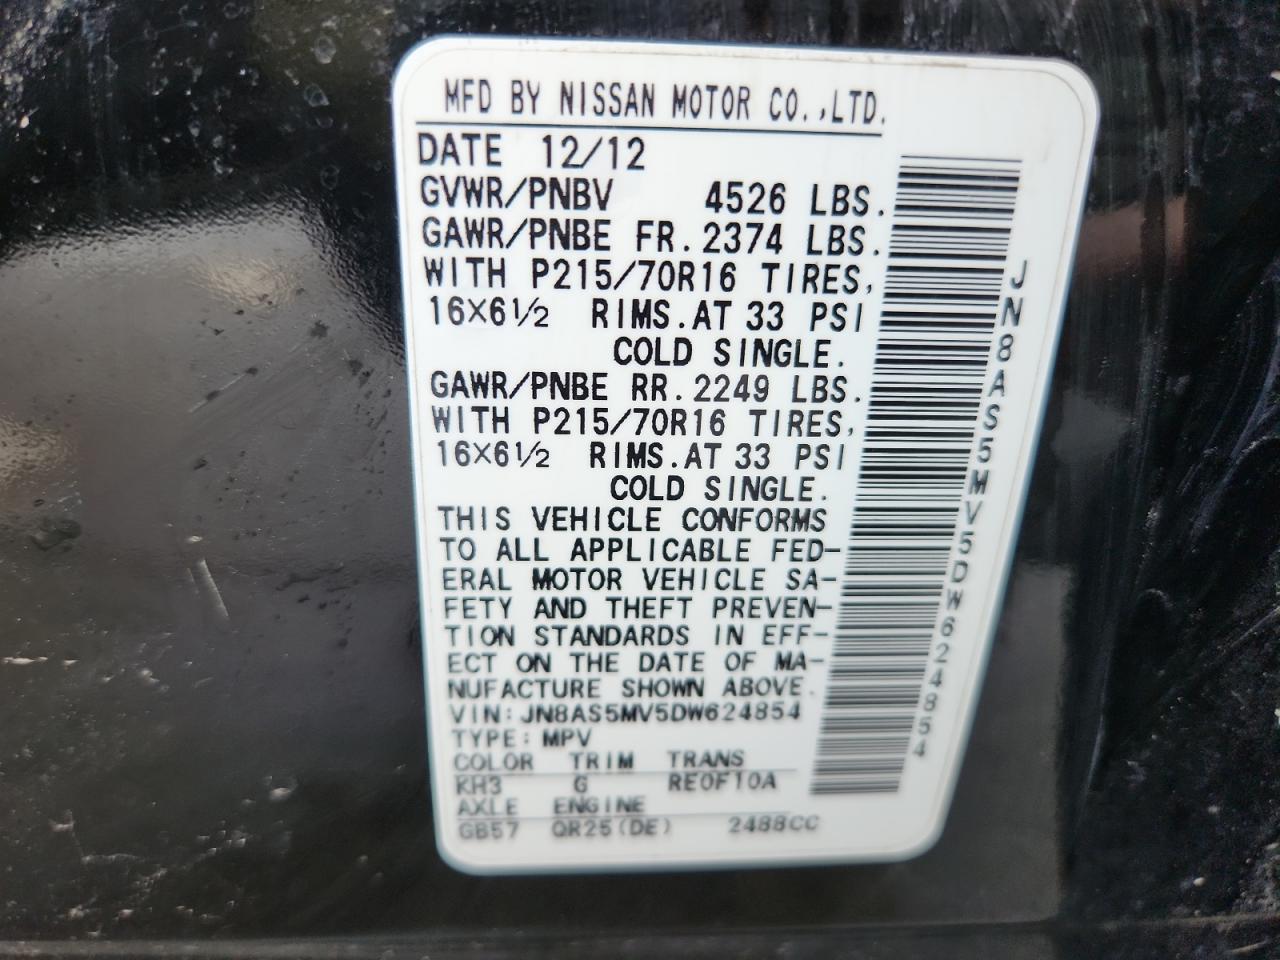 MFD BY NISSAN MOTOR CO.,LTD.
DATE 12/12
GVWR/PNBV 4526 LBS.
GAWR/PNBE FR.2374 LBS.
WITH P215/70R16 TIRES,
16×6½ RIMS.AT 33 PSI
COLD SINGLE.
GAWR/PNBE RR.2249 LBS.
WITH P215/70R16 TIRES,
16×6½ RIMS.AT 33 PSI
COLD SINGLE.
THIS VEHICLE CONFORMS
TO ALL APPLICABLE FED-
ERAL MOTOR VEHICLE SA-
FETY AND THEFT PREVEN-
TION STANDARDS IN EFF-
ECT ON THE DATE OF MA-
NUFACTURE SHOWN ABOVE.
VIN:JN8AS5MV5DW624854
TYPE:MPV
COLOR TRIM TRANS
KH3 G RE0F10A
AXLE ENGINE
GB57 QR25(DE) 2488CC
JN8AS5MV5DW624854